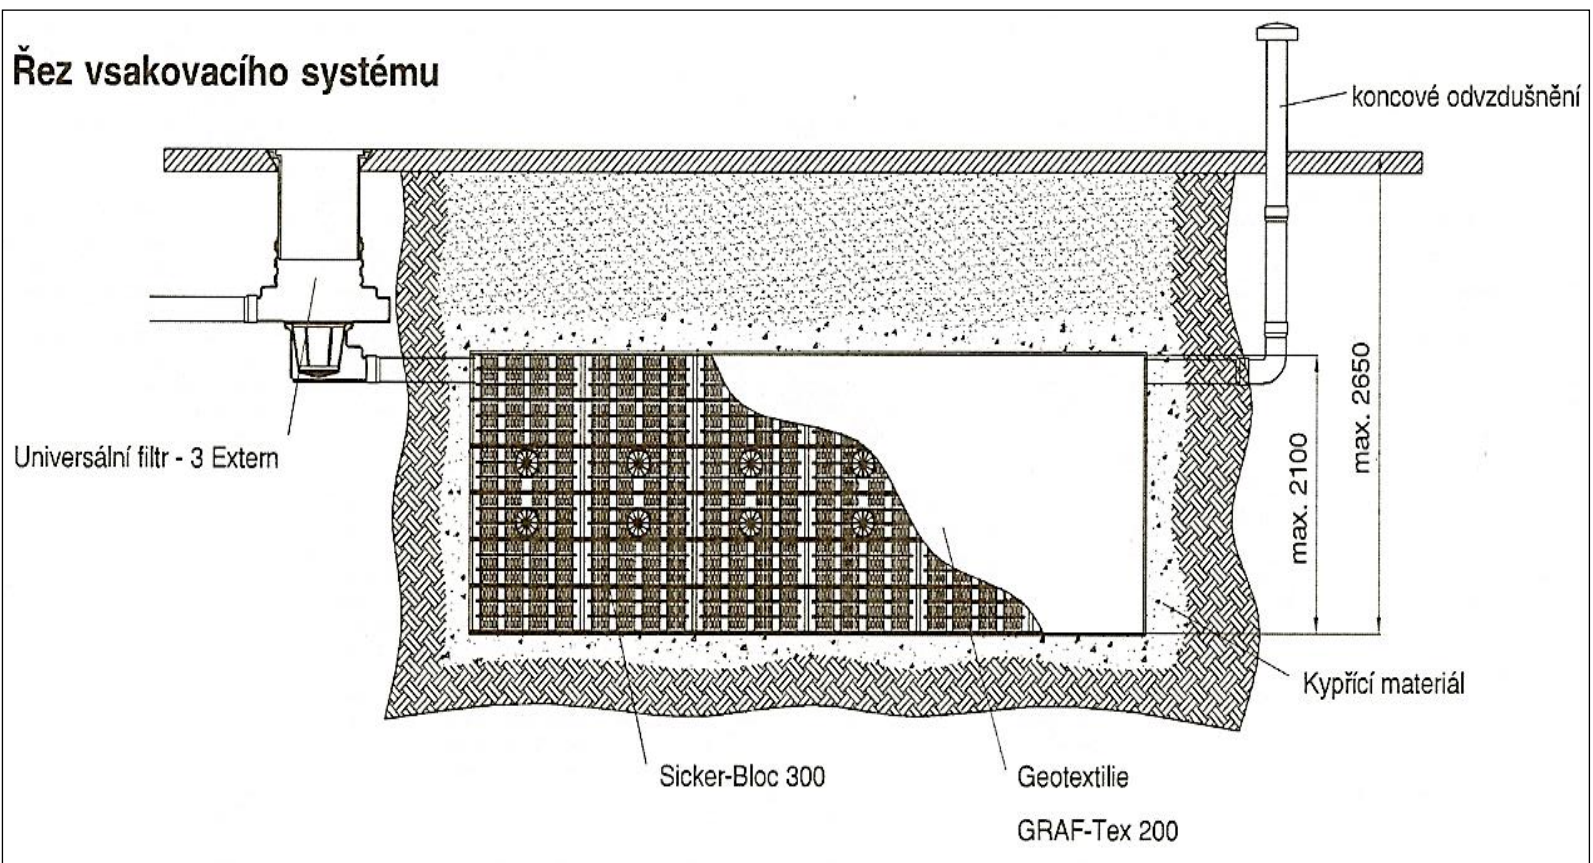 Řez vsakovacího systému
koncové odvzdušnění
Universální filtr - 3 Extern
max. 2100
max. 2650
Kypřící materiál
Sicker-Bloc 300
Geotextilie
GRAF-Tex 200